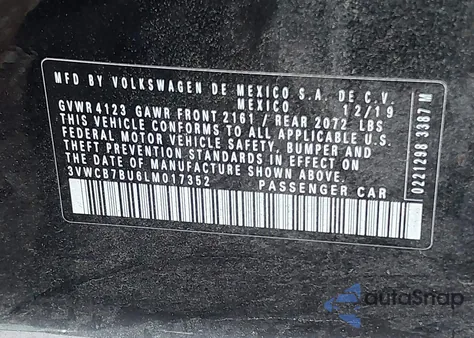 MFD BY VOLKSWAGEN DE MEXICO S.A. DE C.V.
MEXICO 12/19
GVWR 4123 GAWR FRONT 2161 / REAR 2072 LBS
THIS VEHICLE CONFORMS TO ALL APPLICABLE U.S.
FEDERAL MOTOR VEHICLE SAFETY, BUMPER AND
THEFT PREVENTION STANDARDS IN EFFECT ON
THE DATE OF MANUFACTURE SHOWN ABOVE.
3VWCB7BU6LM017352 PASSENGER CAR
0221298 3387 M
autoSnap